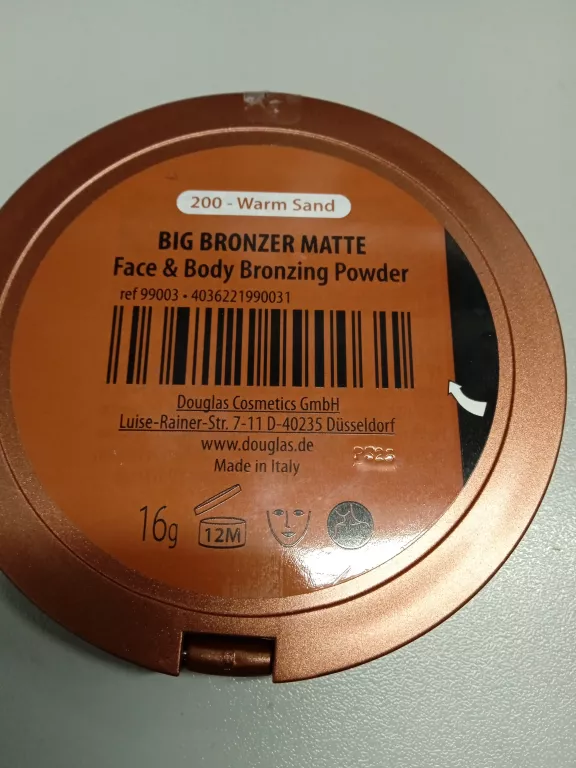 200 - Warm Sand
BIG BRONZER MATTE
Face & Body Bronzing Powder
ref 99003 • 4036221990031
Douglas Cosmetics GmbH
Luise-Rainer-Str. 7-11 D-40235 Düsseldorf
www.douglas.de
Made in Italy
16g
12M